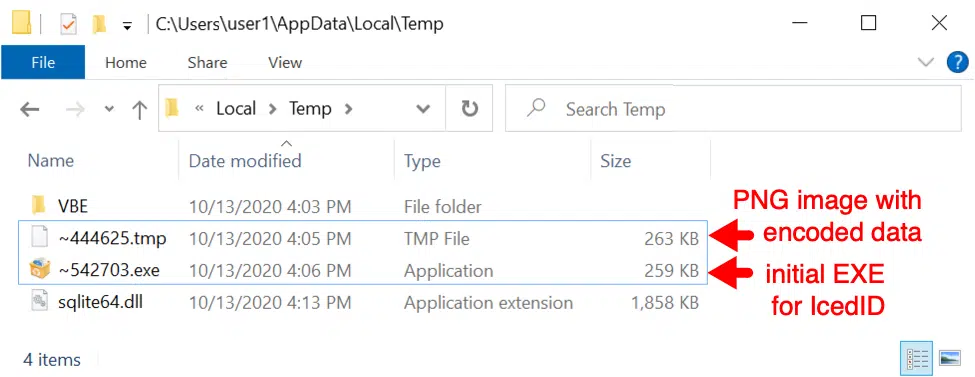 C:\Users\user1\AppData\Local\Temp
File Home Share View
« Local > Temp > Search Temp
Name Date modified Type Size
VBE 10/13/2020 4:03 PM File folder
~444625.tmp 10/13/2020 4:05 PM TMP File 263 KB
PNG image with
encoded data
~542703.exe 10/13/2020 4:06 PM Application 259 KB
initial EXE
for IcedID
sqlite64.dll 10/13/2020 4:13 PM Application extension 1,858 KB
4 items